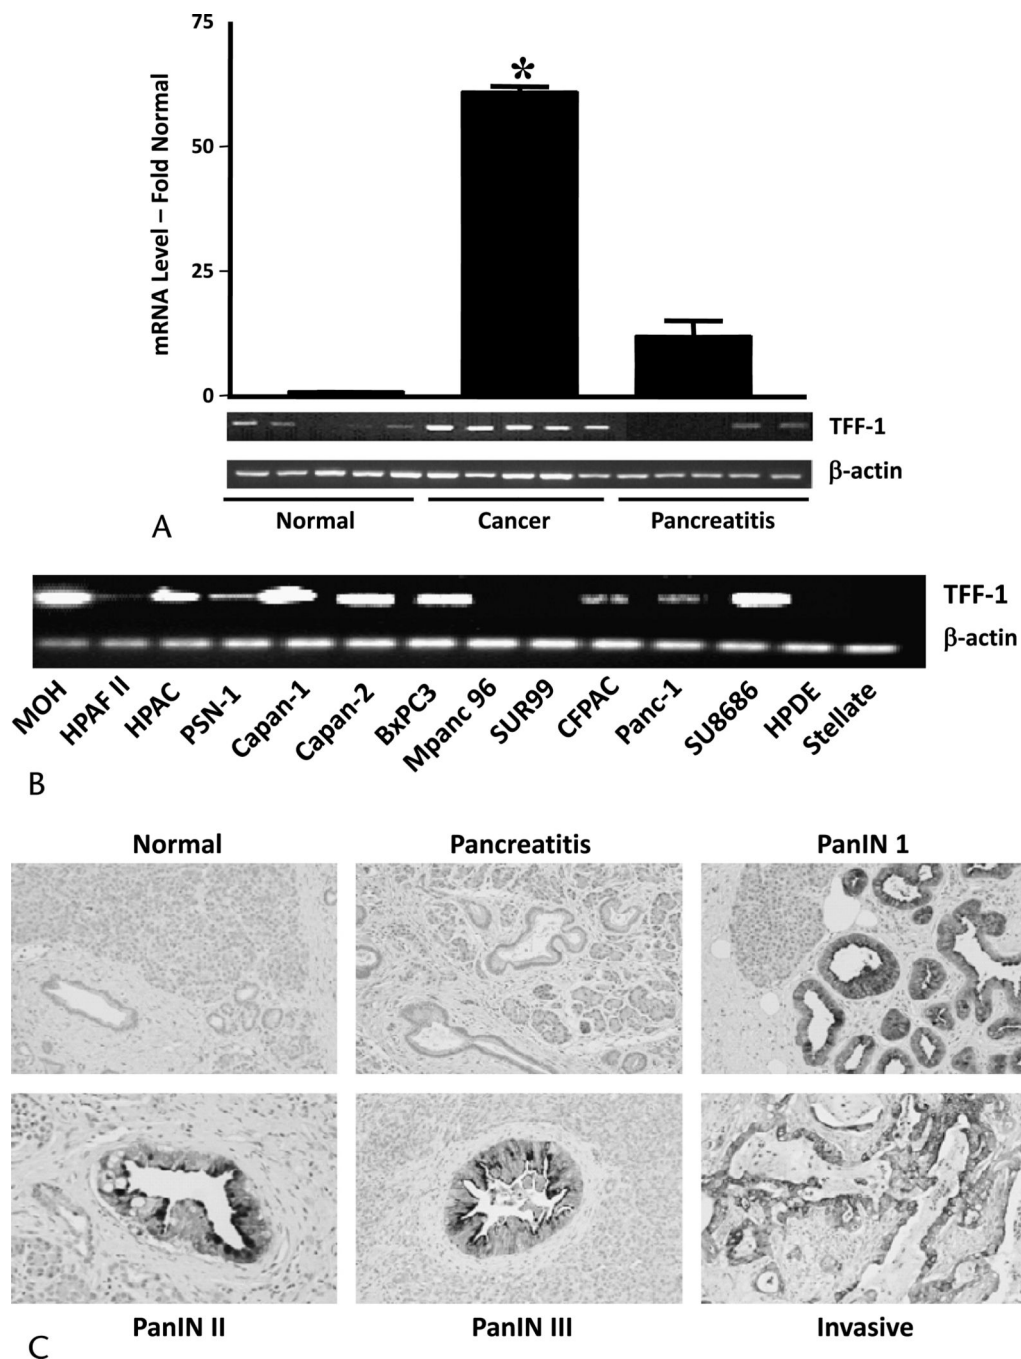 75
50
25
0
mRNA Level – Fold Normal
*
TFF-1
β-actin
Normal Cancer Pancreatitis
A
TFF-1
β-actin
MOH HPAF II HPAC PSN-1 Capan-1 Capan-2 BxPC3 Mpanc 96 SUR99 CFPAC Panc-1 SU8686 HPDE Stellate
B
Normal Pancreatitis PanIN 1
PanIN II PanIN III Invasive
C